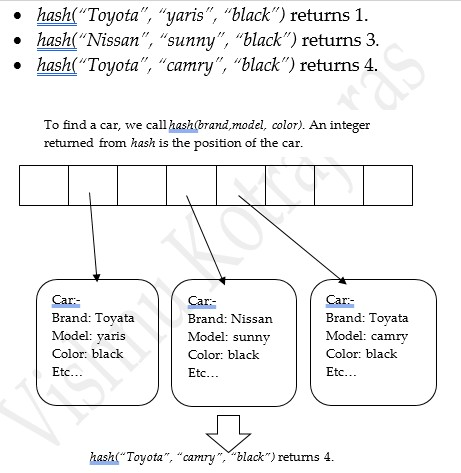 • hash(“Toyota”, “yaris”, “black”) returns 1.
• hash(“Nissan”, “sunny”, “black”) returns 3.
• hash(“Toyota”, “camry”, “black”) returns 4.
To find a car, we call hash(brand,model, color). An integer
returned from hash is the position of the car.
Car:-
Brand: Toyata
Model: yaris
Color: black
Etc…
Car:-
Brand: Nissan
Model: sunny
Color: black
Etc…
Car:-
Brand: Toyata
Model: camry
Color: black
Etc…
hash(“Toyota”, “camry”, “black”) returns 4.